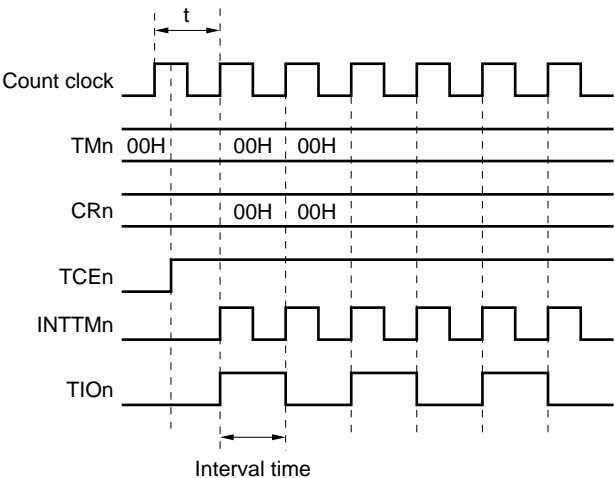 t
Count clock
TMn 00H 00H 00H
CRn 00H 00H
TCEn
INTTMn
TIOn
Interval time